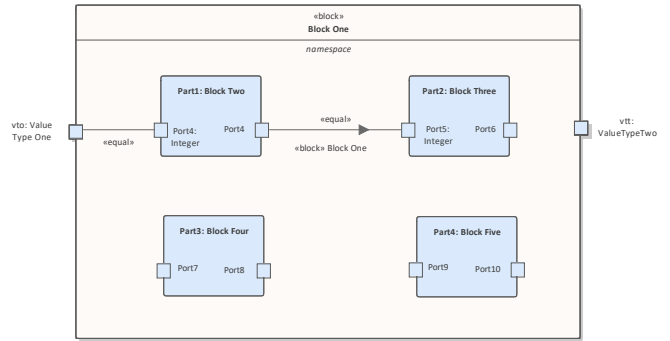 «block»
Block One
namespace
Part1: Block Two
Part2: Block Three
vto: Value
Type One
«equal»
Port4:
Integer
Port4
«equal»
«block» Block One
Port5:
Integer
Port6
vtt:
ValueTypeTwo
Part3: Block Four
Part4: Block Five
Port7
Port8
Port9
Port10